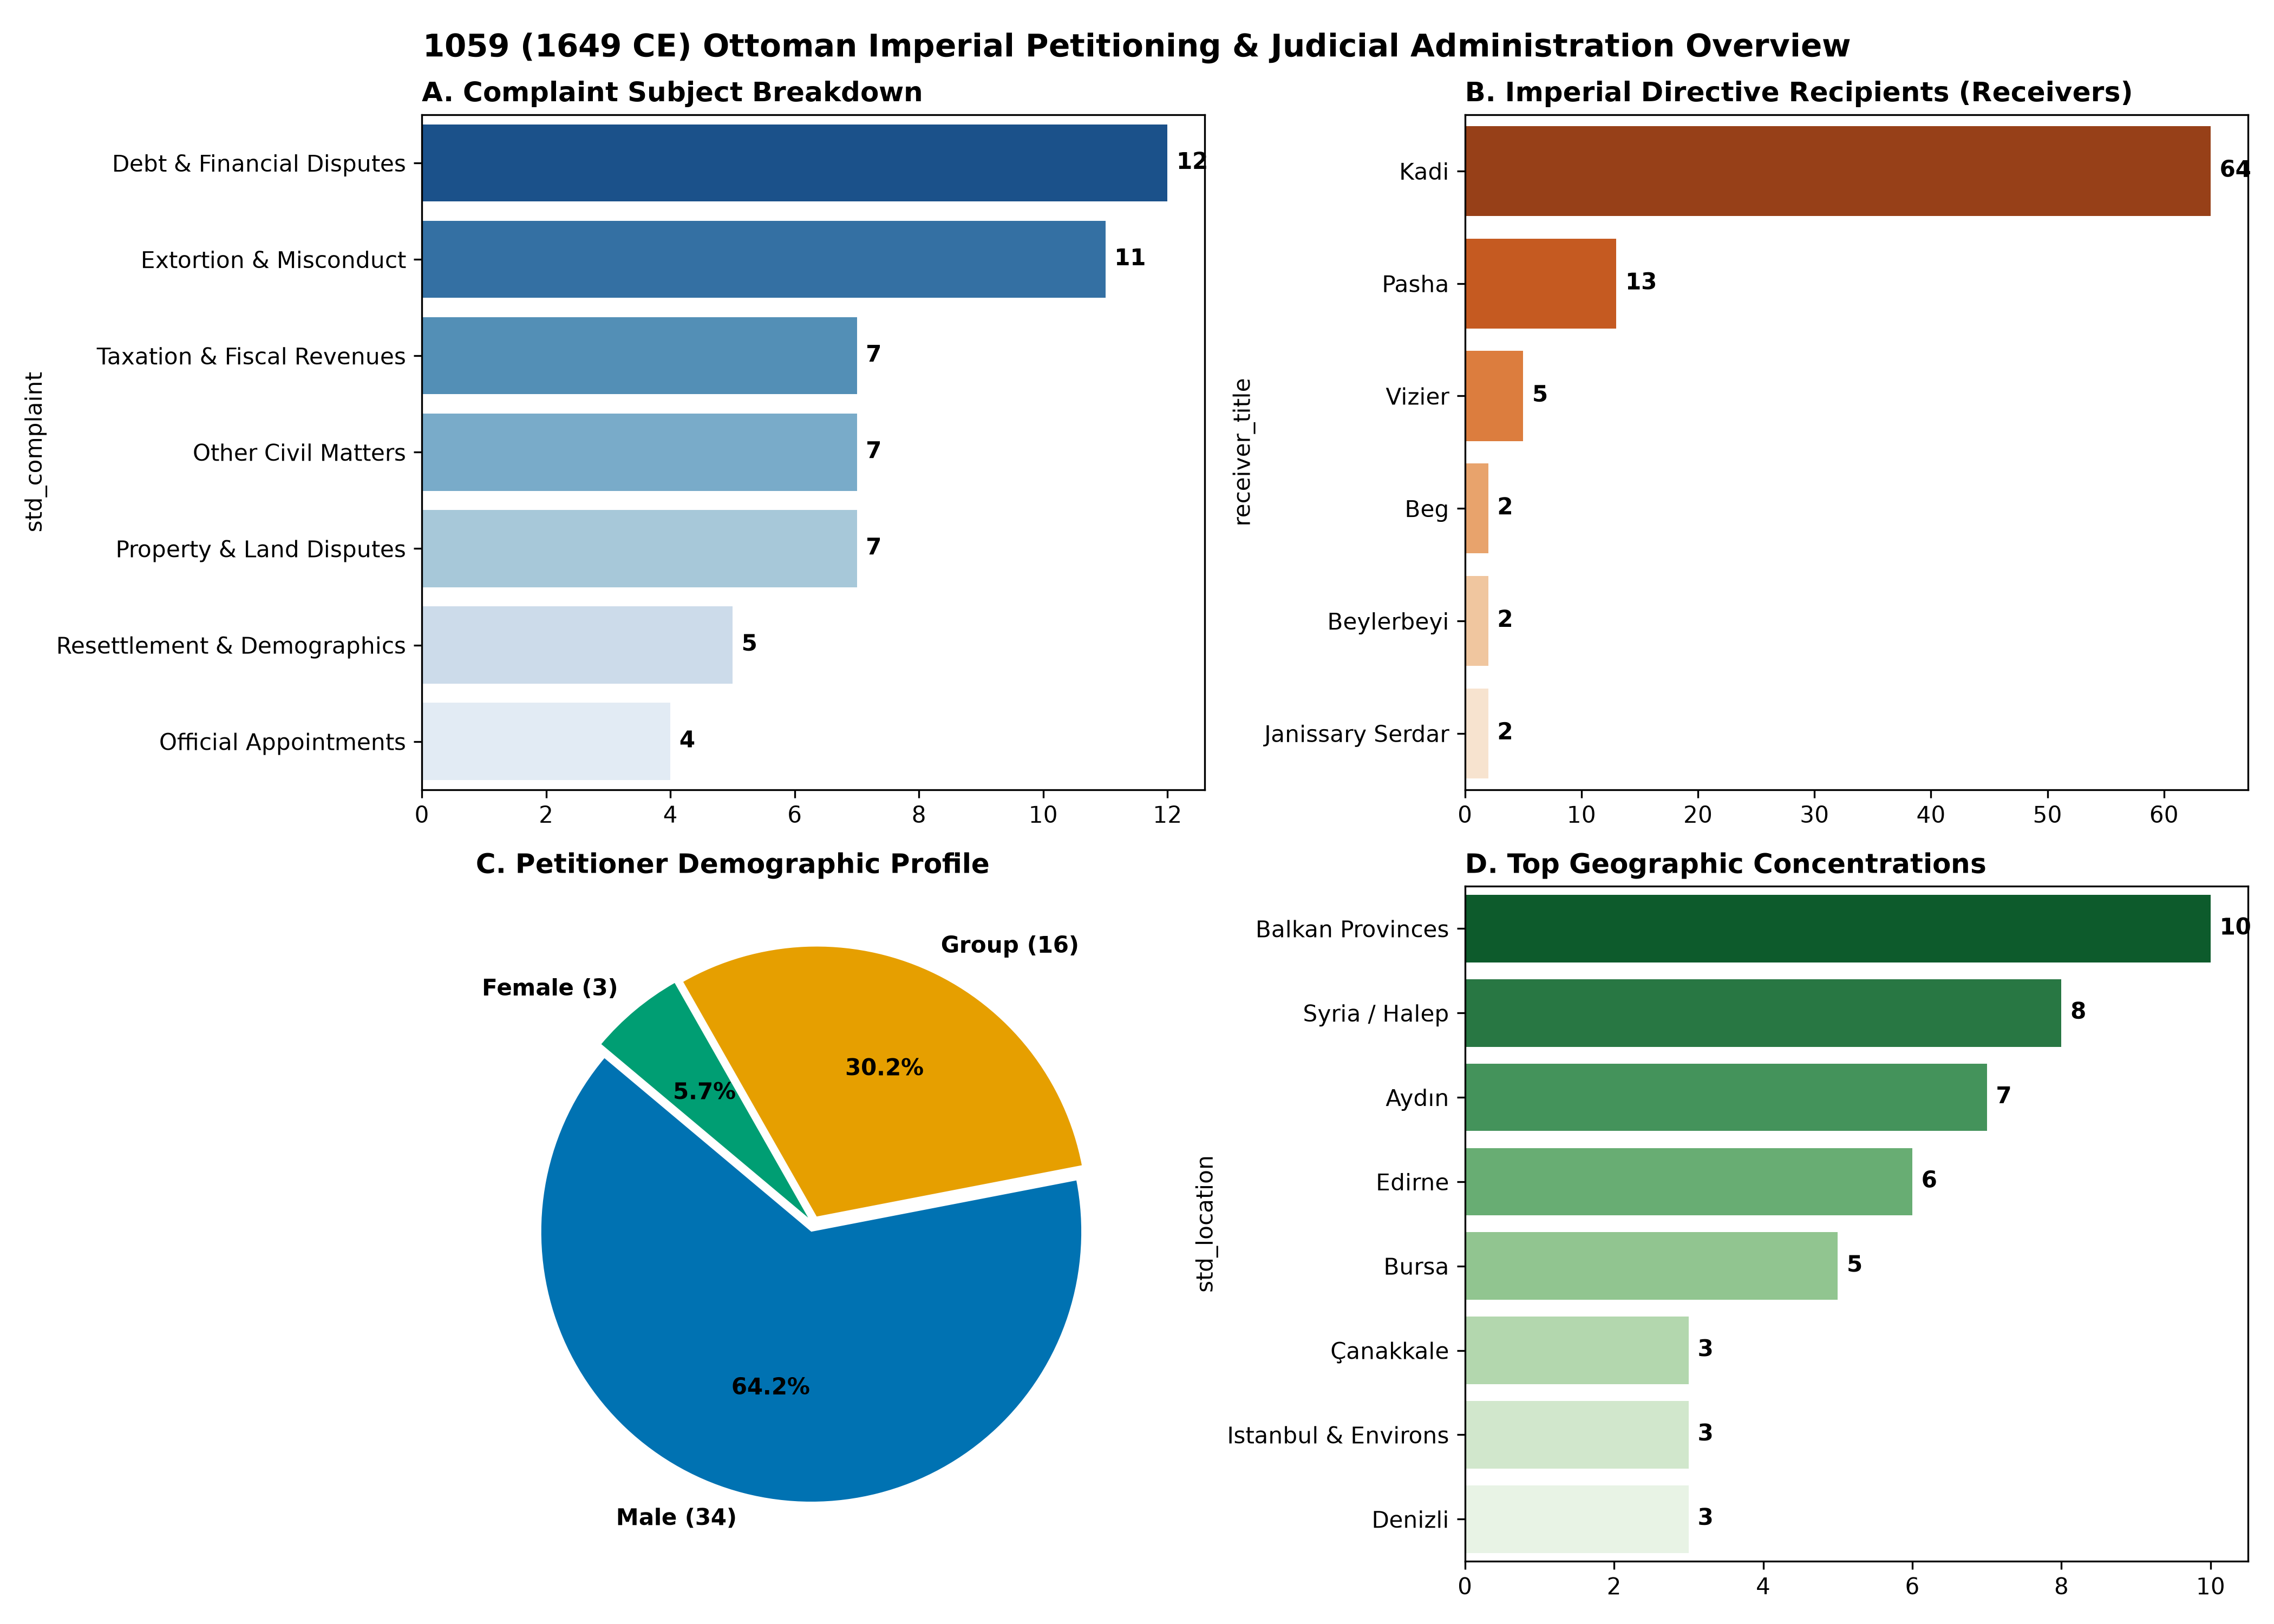 1059 (1649 CE) Ottoman Imperial Petitioning & Judicial Administration Overview
A. Complaint Subject Breakdown
std_complaint
Debt & Financial Disputes 12
Extortion & Misconduct 11
Taxation & Fiscal Revenues 7
Other Civil Matters 7
Property & Land Disputes 7
Resettlement & Demographics 5
Official Appointments 4
0 2 4 6 8 10 12
B. Imperial Directive Recipients (Receivers)
receiver_title
Kadi 64
Pasha 13
Vizier 5
Beg 2
Beylerbeyi 2
Janissary Serdar 2
0 10 20 30 40 50 60
C. Petitioner Demographic Profile
Group (16)
Female (3)
30.2%
5.7%
64.2%
Male (34)
D. Top Geographic Concentrations
std_location
Balkan Provinces 10
Syria / Halep 8
Aydın 7
Edirne 6
Bursa 5
Çanakkale 3
Istanbul & Environs 3
Denizli 3
0 2 4 6 8 10